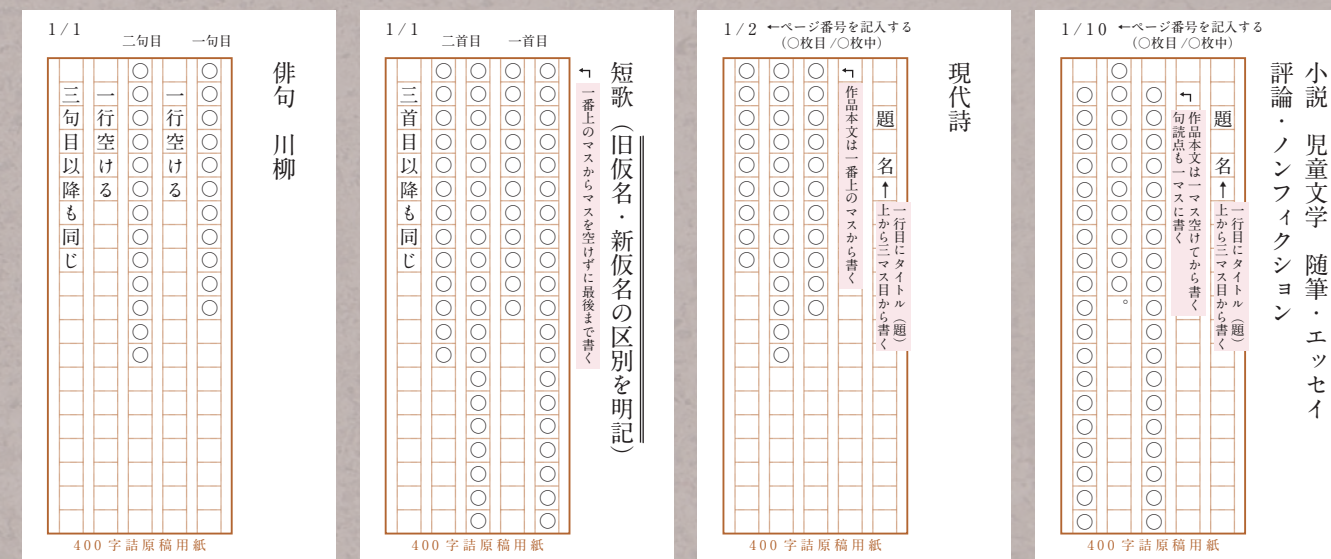 小説　児童文学　随筆・エッセイ
評論・ノンフィクション
1/10 ←ページ番号を記入する
(○枚目/○枚中)
題　名
↑一行目にタイトル（題）
上から三マス目から書く
作品本文は一マス空けてから書く
句読点も一マスに書く
○○○○○○○○○○○○○○○○○○○
○○○○○○○○○○。
○○○○○○○○○○○○○○○○○○○
400字詰原稿用紙
現代詩
1/2 ←ページ番号を記入する
(○枚目/○枚中)
題　名
↑一行目にタイトル（題）
上から三マス目から書く
作品本文は一番上のマスから書く
○○○○○○○○○○○
○○○○○○○○○○○○○
○○○○○○○○○
400字詰原稿用紙
短歌（旧仮名・新仮名の区別を明記）
一番上のマスからマスを空けずに最後まで書く
1/1
一首目
二首目
○○○○○○○○○○○○○○○○○○○○
○○○○○○○○○○○
○○○○○○○○○○○○○○○○○○○○
○○○○○○○○○○○○○
三首目以降も同じ
400字詰原稿用紙
俳句　川柳
1/1
一句目
二句目
○○○○○○○○○○○
一行空ける
○○○○○○○○○○○○○
一行空ける
三句目以降も同じ
400字詰原稿用紙